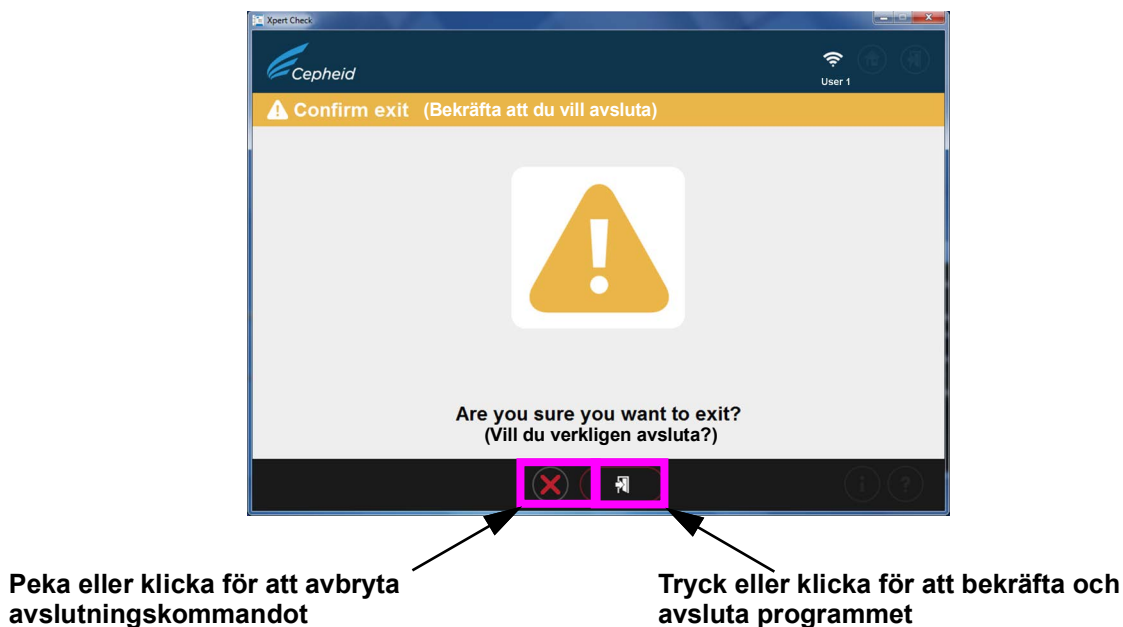 Xpert Check
Cepheid
User 1
Confirm exit (Bekräfta att du vill avsluta)
Are you sure you want to exit?
(Vill du verkligen avsluta?)
i ?
Peka eller klicka för att avbryta
avslutningskommandot
Tryck eller klicka för att bekräfta och
avsluta programmet